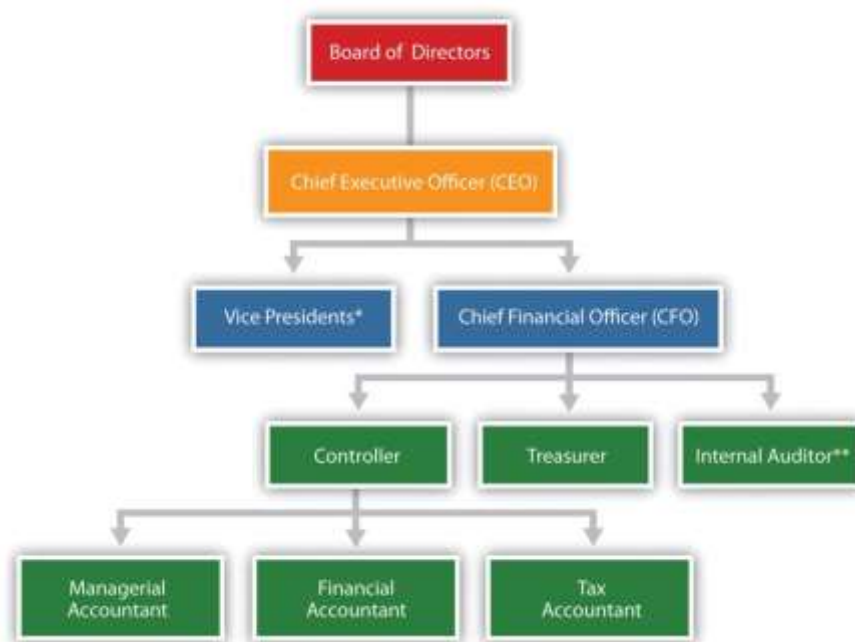 Board of Directors
Chief Executive Officer (CEO)
Vice Presidents*
Chief Financial Officer (CFO)
Controller
Treasurer
Internal Auditor**
Managerial
Accountant
Financial
Accountant
Tax
Accountant